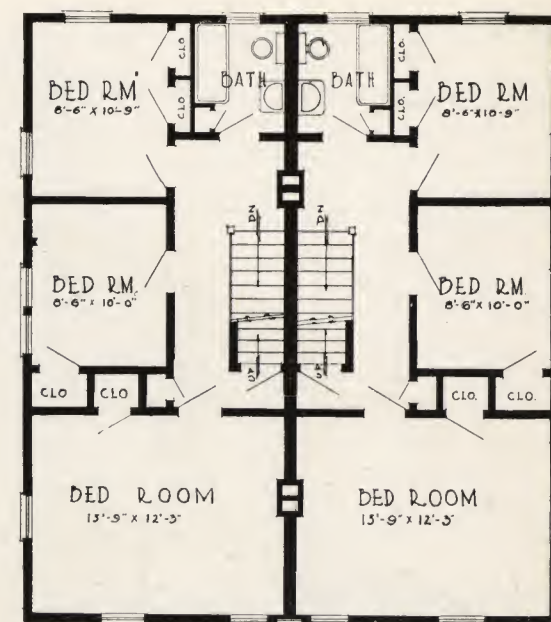 CLO.
CLO.
BED RM
8'-6" X 10'-9"
BATH
BATH
BED RM
8'-6" X 10'-9"
CLO.
CLO.
DN
DN
BED RM.
8'-6" X 10'-0"
BED RM.
8'-6" X 10'-0"
UP
UP
CLO
CLO
CLO.
CLO.
BED ROOM
13'-9" X 12'-3"
BED ROOM
13'-9" X 12'-3"